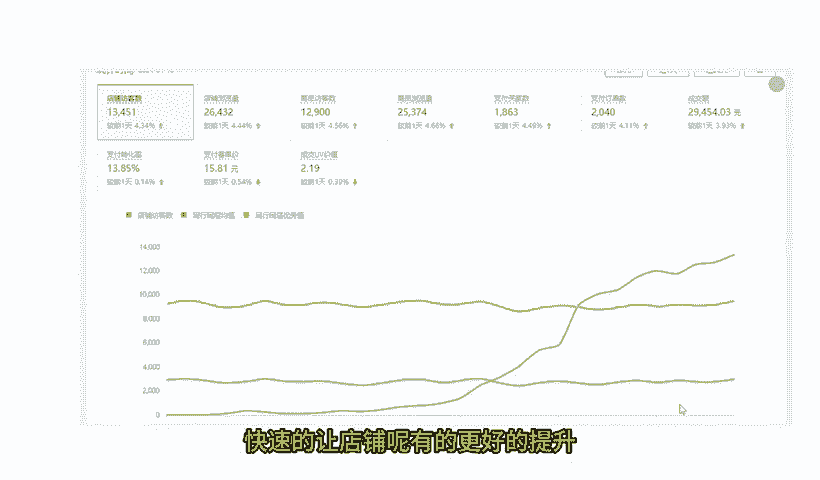 店铺访客数 店铺浏览量 商品访客数 商品浏览量 支付买家数 支付订单数 成交额
13,451 26,432 12,900 25,374 1,863 2,040 29,454.03 元
较前1天 4.34% 较前1天 4.44% 较前1天 4.56% 较前1天 4.66% 较前1天 4.49% 较前1天 4.11% 较前1天 3.93%
支付转化率 支付客单价 成交UV价值
13.85% 15.81 元 2.19
较前1天 0.14% 较前1天 0.54% 较前1天 0.39%
店铺访客数 同行同层均值 同行同层优秀值
14,000
12,000
10,000
8,000
6,000
4,000
2,000
0
快速的让店铺呢有的更好的提升